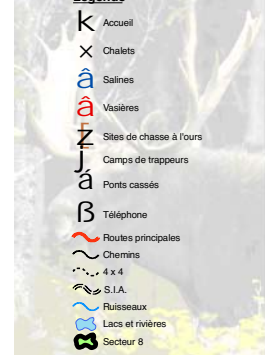 Légende
k Accueil
× Chalets
â Salines
â Vasières
Z Sites de chasse à l'ours
J Camps de trappeurs
á Ponts cassés
ß Téléphone
Routes principales
Chemins
4 x 4
S.I.A.
Ruisseaux
Lacs et rivières
Secteur 8